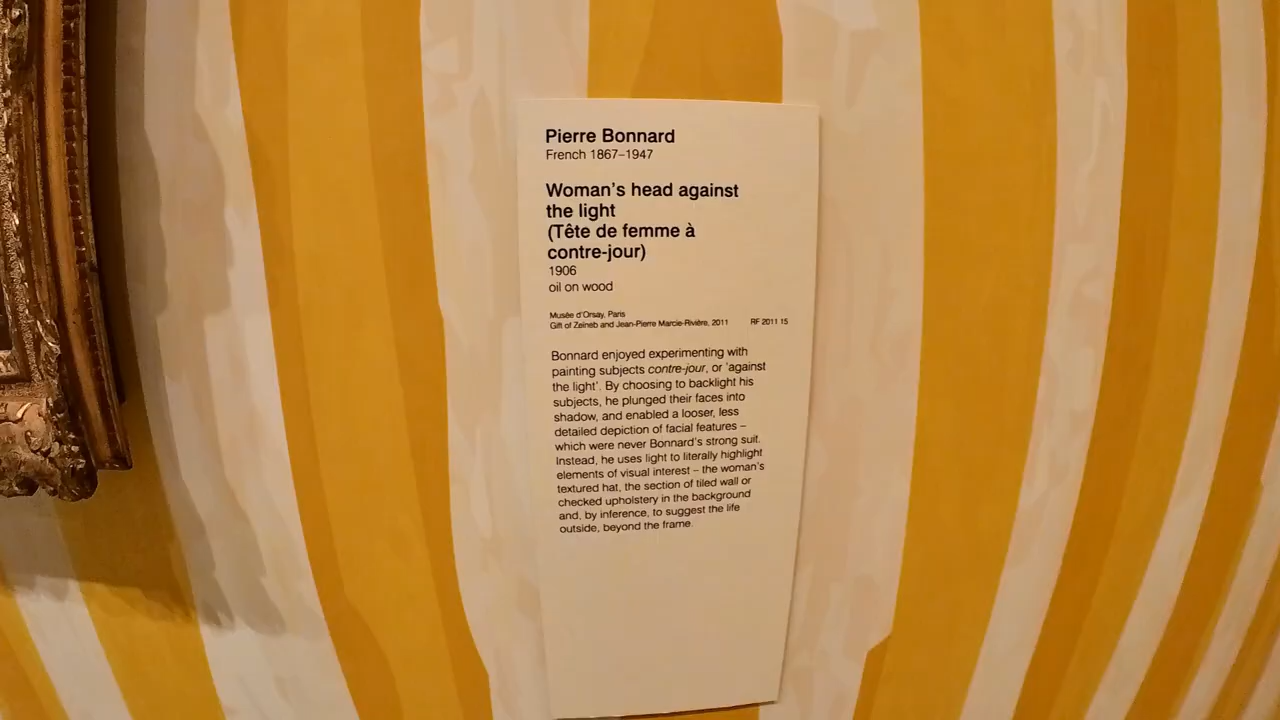 Pierre Bonnard
French 1867–1947
Woman's head against
the light
(Tête de femme à
contre-jour)
1906
oil on wood
Musée d'Orsay, Paris
Gift of Zeïneb and Jean-Pierre Marcie-Rivière, 2011 RF 2011 15
Bonnard enjoyed experimenting with
painting subjects contre-jour, or 'against
the light'. By choosing to backlight his
subjects, he plunged their faces into
shadow, and enabled a looser, less
detailed depiction of facial features –
which were never Bonnard's strong suit.
Instead, he uses light to literally highlight
elements of visual interest – the woman's
textured hat, the section of tiled wall or
checked upholstery in the background
and, by inference, to suggest the life
outside, beyond the frame.